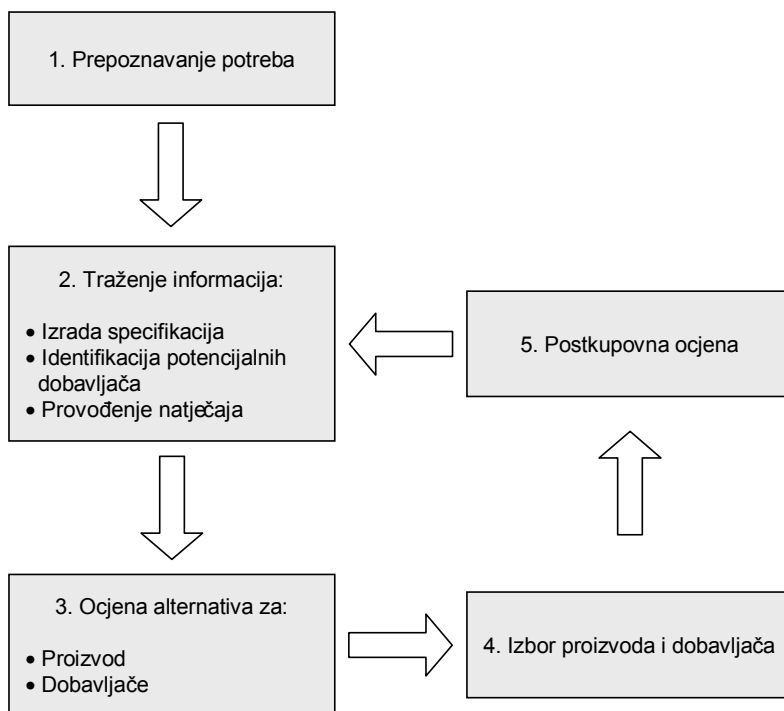 1. Prepoznavanje potreba
2. Traženje informacija:
• Izrada specifikacija
• Identifikacija potencijalnih
dobavljača
• Provođenje natječaja
3. Ocjena alternativa za:
• Proizvod
• Dobavljače
4. Izbor proizvoda i dobavljača
5. Postkupovna ocjena